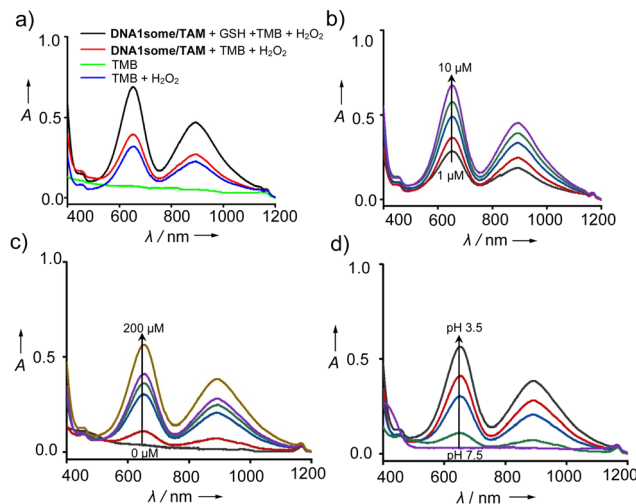 a)
DNA1some/TAM + GSH +TMB + H₂O₂
DNA1some/TAM + TMB + H₂O₂
TMB
TMB + H₂O₂
1.0
0.5
0.0
A
400 600 800 1000 1200
λ / nm
b)
10 µM
1 µM
1.0
0.5
0.0
A
400 600 800 1000 1200
λ / nm
c)
200 µM
0 µM
1.0
0.5
0.0
A
400 600 800 1000 1200
λ / nm
d)
pH 3.5
pH 7.5
1.0
0.5
0.0
A
400 600 800 1000 1200
λ / nm